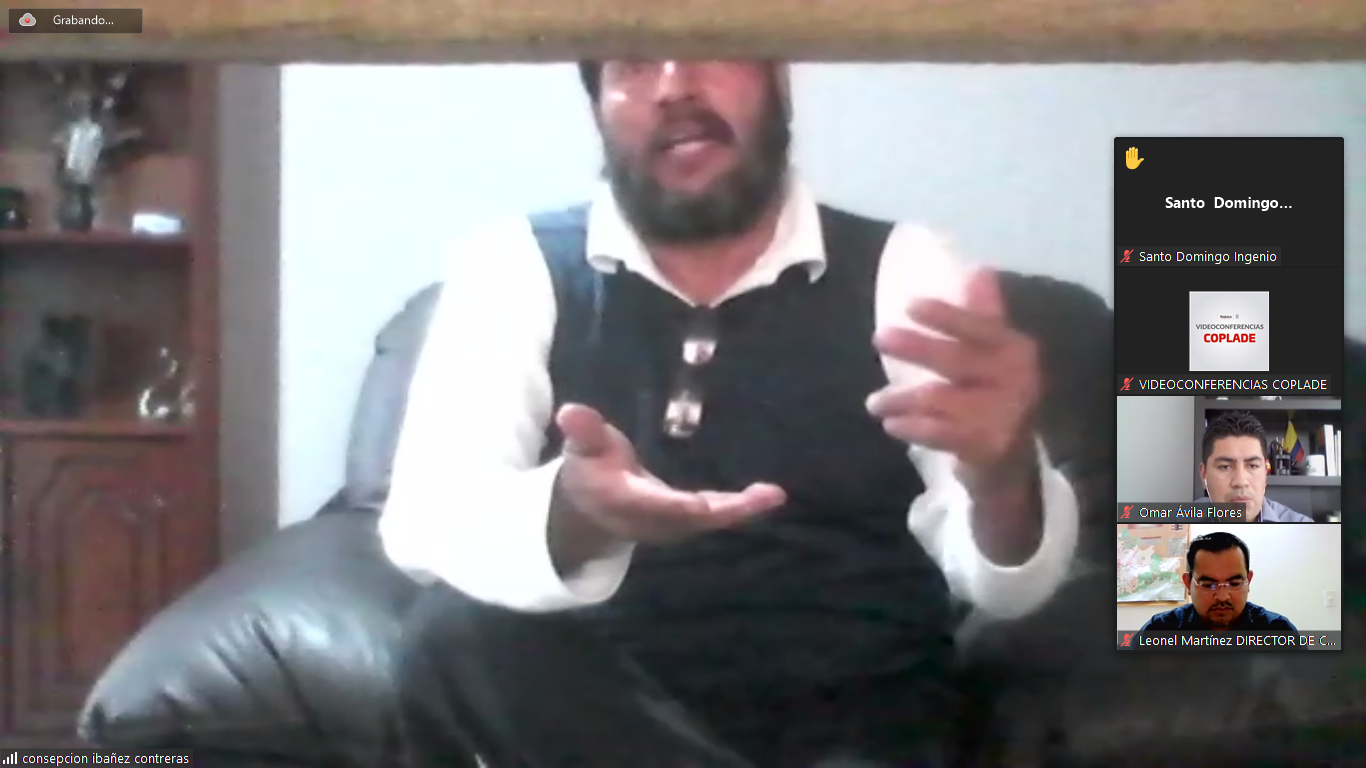 Grabando...
Santo Domingo...
Santo Domingo Ingenio
VIDEOCONFERENCIAS
COPLADE
VIDEOCONFERENCIAS COPLADE
Omar Ávila Flores
Leonel Martínez DIRECTOR DE C...
consepcion ibañez contreras